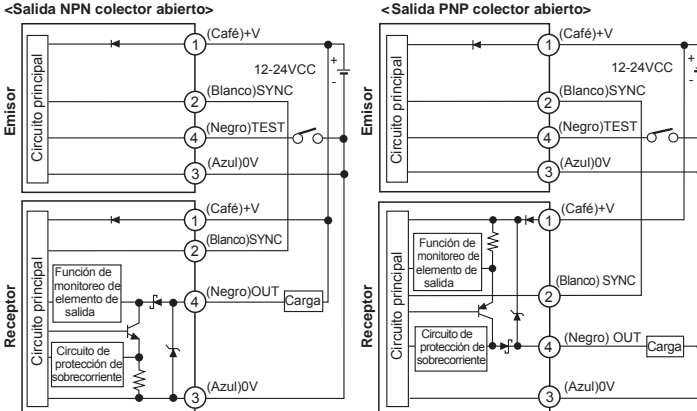 <Salida NPN colector abierto>
Emisor
Circuito principal
1
(Café)+V
+
12-24VCC
-
2
(Blanco)SYNC
4
(Negro)TEST
3
(Azul)0V
Receptor
Circuito principal
1
(Café)+V
2
(Blanco)SYNC
Función de
monitoreo de
elemento de
salida
4
(Negro)OUT
Carga
Circuito de
protección de
sobrecorriente
3
(Azul)0V
<Salida PNP colector abierto>
Emisor
Circuito principal
1
(Café)+V
+
12-24VCC
-
2
(Blanco)SYNC
4
(Negro)TEST
3
(Azul)0V
Receptor
Circuito principal
1
(Café)+V
Función de
monitoreo de
elemento de
salida
2
(Blanco) SYNC
Circuito de
protección de
sobrecorriente
4
(Negro) OUT
Carga
3
(Azul)0V